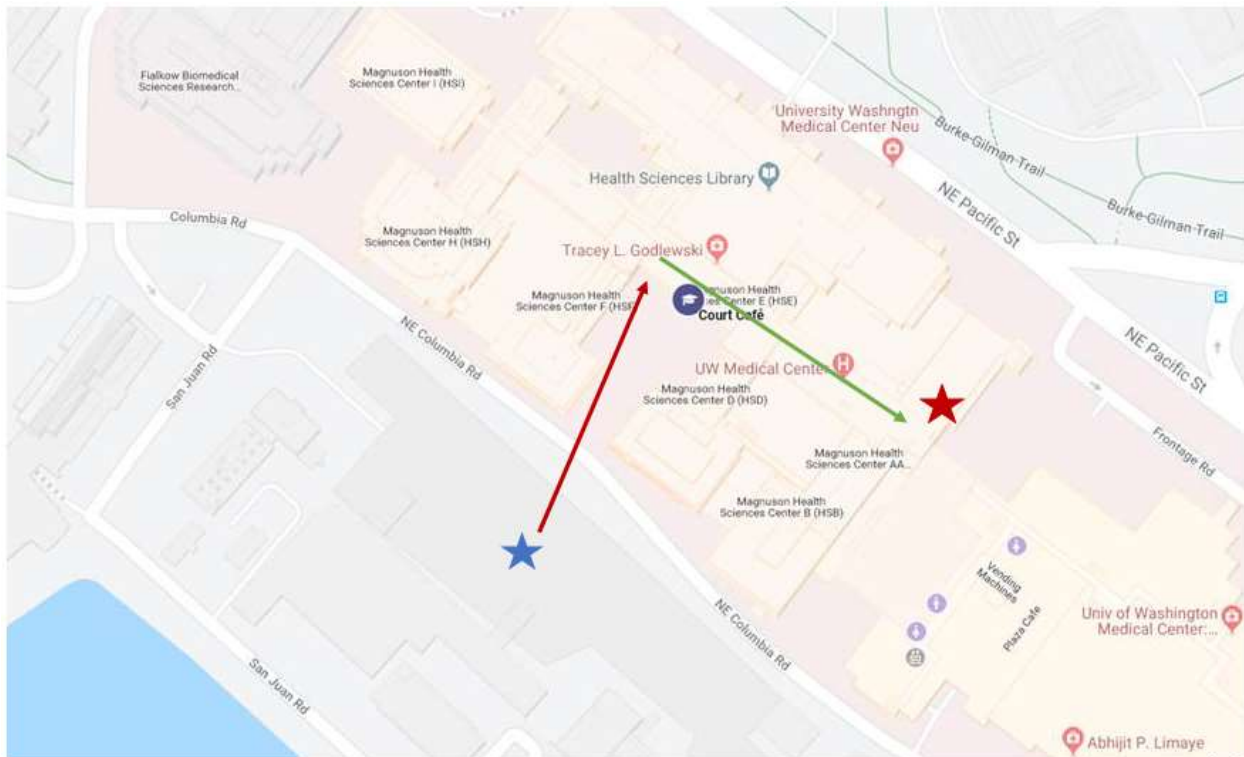 Fialkow Biomedical
Sciences Research...
Magnuson Health
Sciences Center I (HSI)
University Washngtn
Medical Center Neu
Burke-Gilman Trail
Health Sciences Library
NE Pacific St
Burke-Gilman-Trail
Columbia Rd
Magnuson Health
Sciences Center H (HSH)
Tracey L. Godlewski
Magnuson Health
Sciences Center F
Health
Center E (HSE)
Court Café
NE Columbia Rd
San Juan Rd
UW Medical Center
H
NE Pacific St
Magnuson Health
Sciences Center D (HSD)
Frontage Rd
Magnuson Health
Sciences Center AA...
Magnuson Health
Sciences Center B (HSB)
Vending
Machines
Plaza Cafe
NE Columbia Rd
Univ of Washington
Medical Center:...
San Juan Rd
Abhijit P. Limaye